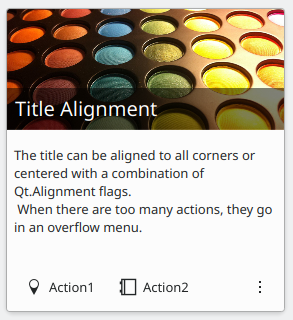 Title Alignment
The title can be aligned to all corners or
centered with a combination of
Qt.Alignment flags.
When there are too many actions, they go
in an overflow menu.
Action1 Action2